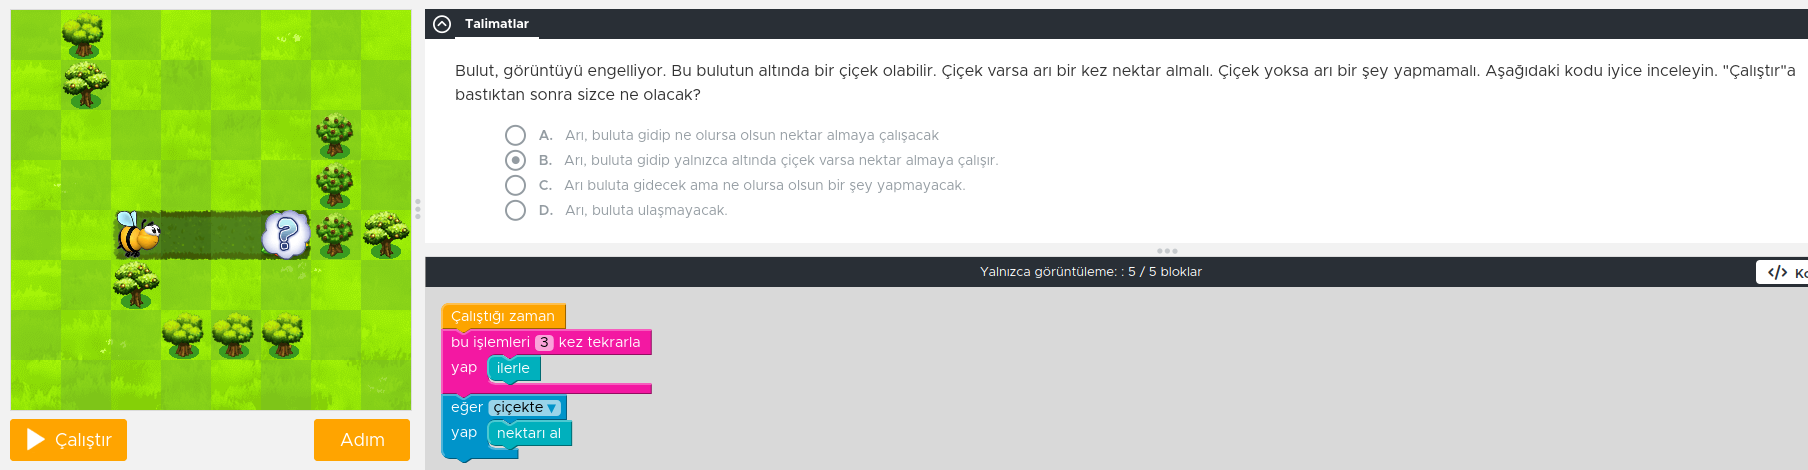 Talimatlar
Bulut, görüntüyü engelliyor. Bu bulutun altında bir çiçek olabilir. Çiçek varsa arı bir kez nektar almalı. Çiçek yoksa arı bir şey yapmamalı. Aşağıdaki kodu iyice inceleyin. "Çalıştır"a
bastıktan sonra sizce ne olacak?
A. Arı, buluta gidip ne olursa olsun nektar almaya çalışacak
B. Arı, buluta gidip yalnızca altında çiçek varsa nektar almaya çalışır.
C. Arı buluta gidecek ama ne olursa olsun bir şey yapmayacak.
D. Arı, buluta ulaşmayacak.
?
Yalnızca görüntüleme: : 5 / 5 bloklar
</>
Çalıştığı zaman
bu işlemleri 3 kez tekrarla
yap ilerle
eğer çiçekte ▼
yap nektarı al
Çalıştır
Adım